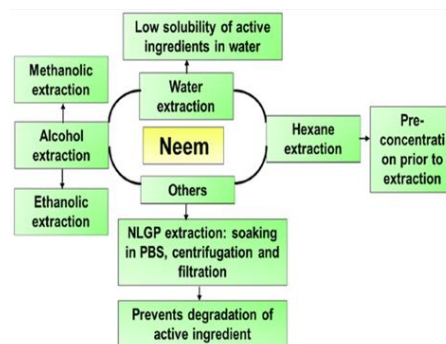 Low solubility of active
ingredients in water
Methanolic
extraction
Water
extraction
Alcohol
extraction
Neem
Hexane
extraction
Pre-
concentrati
on prior to
extraction
Ethanolic
extraction
Others
NLGP extraction: soaking
in PBS, centrifugation and
filtration
Prevents degradation of
active ingredient